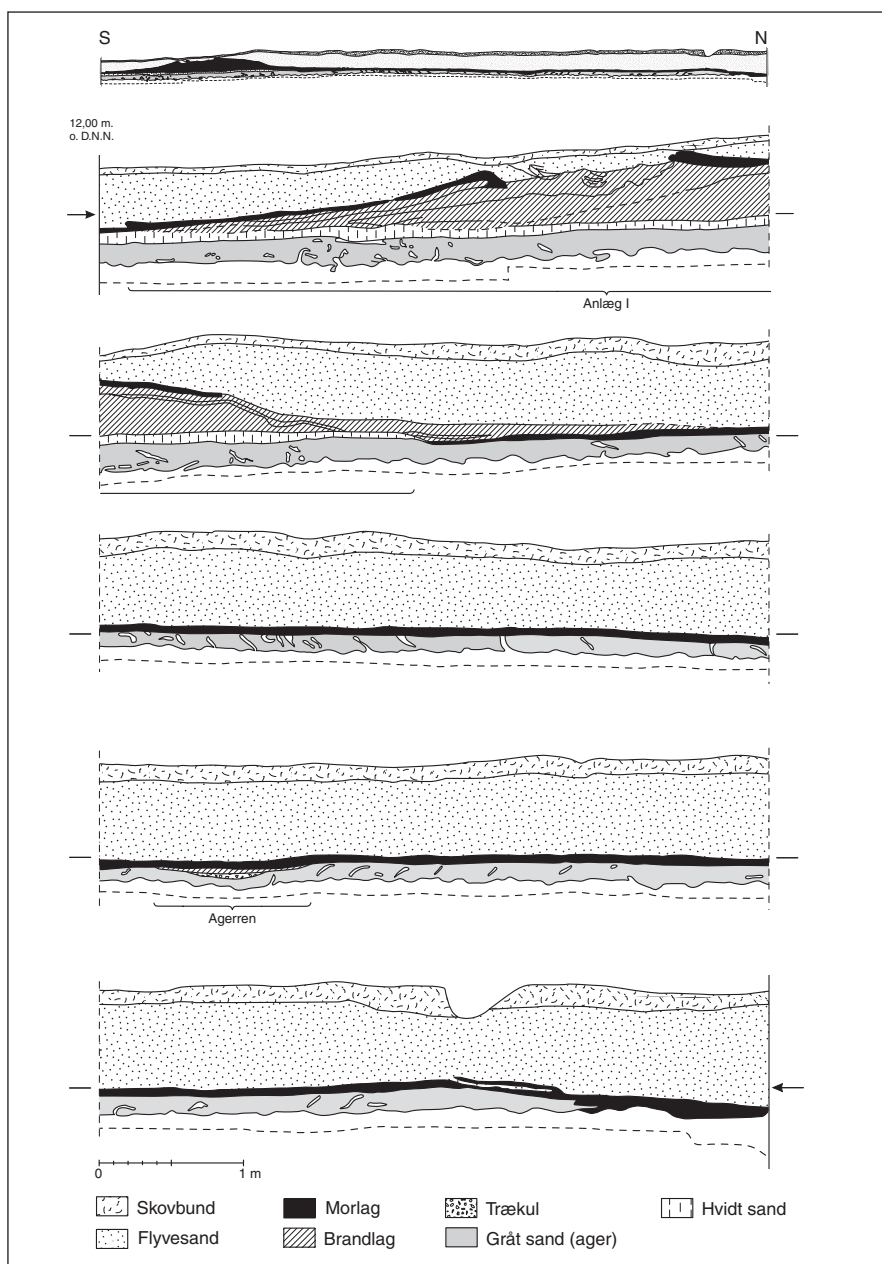 S N
12,00 m.
o. D.N.N.
Anlæg I
Agerren
0 1 m
Skovbund Morlag Trækul Hvidt sand
Flyvesand Brandlag Gråt sand (ager)